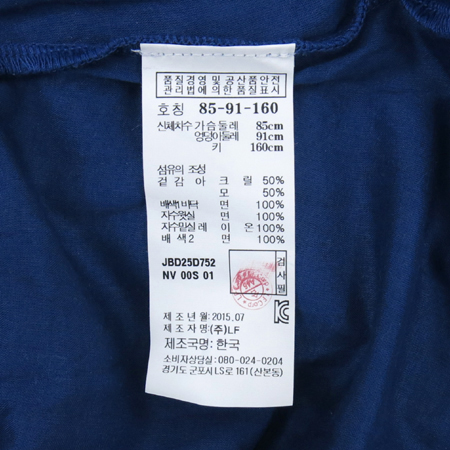 품질경영 및 공산품안전
관리법에 의한 품질표시
호칭 85-91-160
신체치수 가슴둘레 85cm
엉덩이둘레 91cm
키 160cm
섬유의 조성
겉감 아크릴 50%
모 50%
배색1 바닥 면 100%
자수윗실 면 100%
자수밑실 레이온 100%
배색2 면 100%
JBD25D752
NV 00S 01
검사필
제조년월:2015.07
제조자명:(주)LF
제조국명:한국
소비자상담실:080-024-0204
경기도 군포시 LS로 161(산본동)